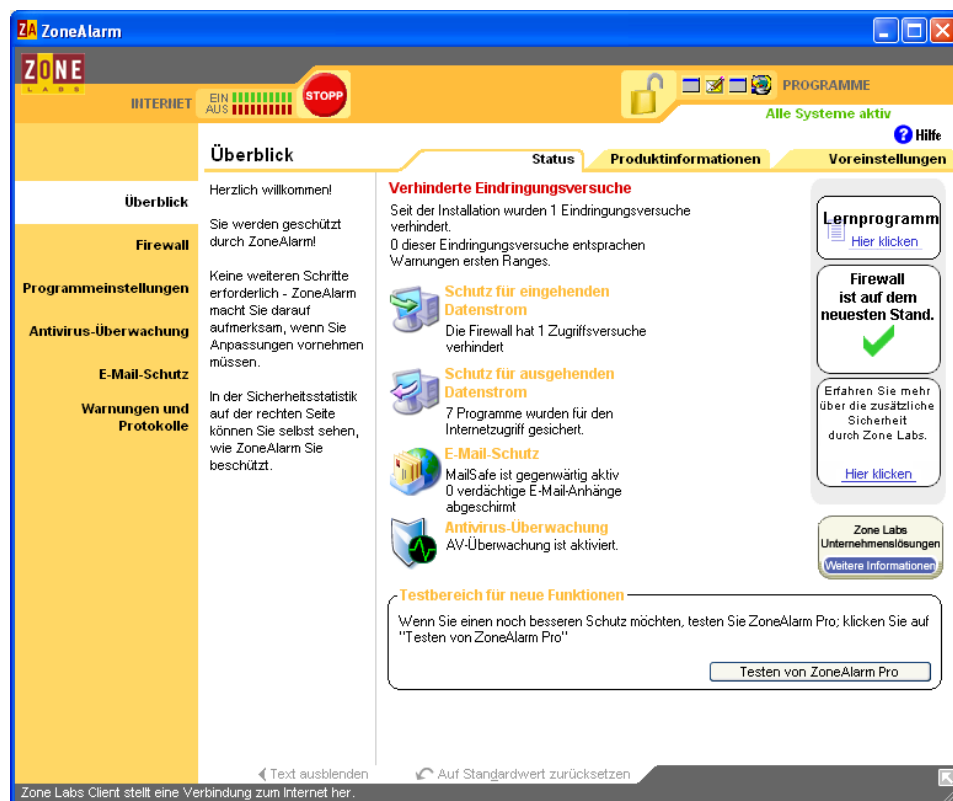 ZA ZoneAlarm
ZONE
LABS
INTERNET
EIN
AUS
STOPP
PROGRAMME
Alle Systeme aktiv
? Hilfe
Überblick
Status
Produktinformationen
Voreinstellungen
Überblick
Firewall
Programmeinstellungen
Antivirus-Überwachung
E-Mail-Schutz
Warnungen und
Protokolle
Herzlich willkommen!
Sie werden geschützt
durch ZoneAlarm!
Keine weiteren Schritte
erforderlich - ZoneAlarm
macht Sie darauf
aufmerksam, wenn Sie
Anpassungen vornehmen
müssen.
In der Sicherheitsstatistik
auf der rechten Seite
können Sie selbst sehen,
wie ZoneAlarm Sie
beschützt.
Verhinderte Eindringungsversuche
Seit der Installation wurden 1 Eindringungsversuche
verhindert.
0 dieser Eindringungsversuche entsprachen
Warnungen ersten Ranges.
Schutz für eingehenden
Datenstrom
Die Firewall hat 1 Zugriffsversuche
verhindert
Schutz für ausgehenden
Datenstrom
7 Programme wurden für den
Internetzugriff gesichert.
E-Mail-Schutz
MailSafe ist gegenwärtig aktiv
0 verdächtige E-Mail-Anhänge
abgeschirmt
Antivirus-Überwachung
AV-Überwachung ist aktiviert.
Lernprogramm
Hier klicken
Firewall
ist auf dem
neuesten Stand.
Erfahren Sie mehr
über die zusätzliche
Sicherheit
durch Zone Labs.
Hier klicken
Zone Labs
Unternehmenslösungen
Weitere Informationen
Testbereich für neue Funktionen
Wenn Sie einen noch besseren Schutz möchten, testen Sie ZoneAlarm Pro; klicken Sie auf
"Testen von ZoneAlarm Pro"
Testen von ZoneAlarm Pro
Text ausblenden
Auf Standardwert zurücksetzen
Zone Labs Client stellt eine Verbindung zum Internet her.